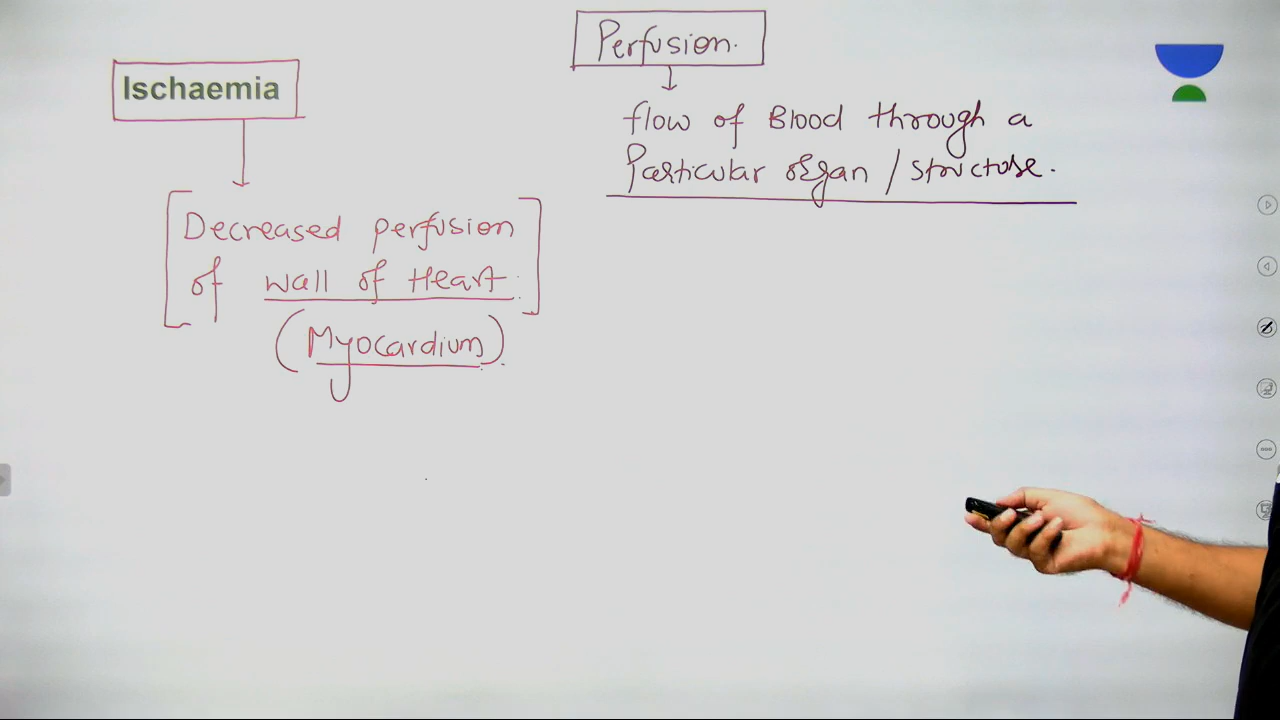 Ischaemia
Decreased perfusion
of wall of Heart.
(Myocardium).
Perfusion.
flow of Blood through a
Particular organ / structure.